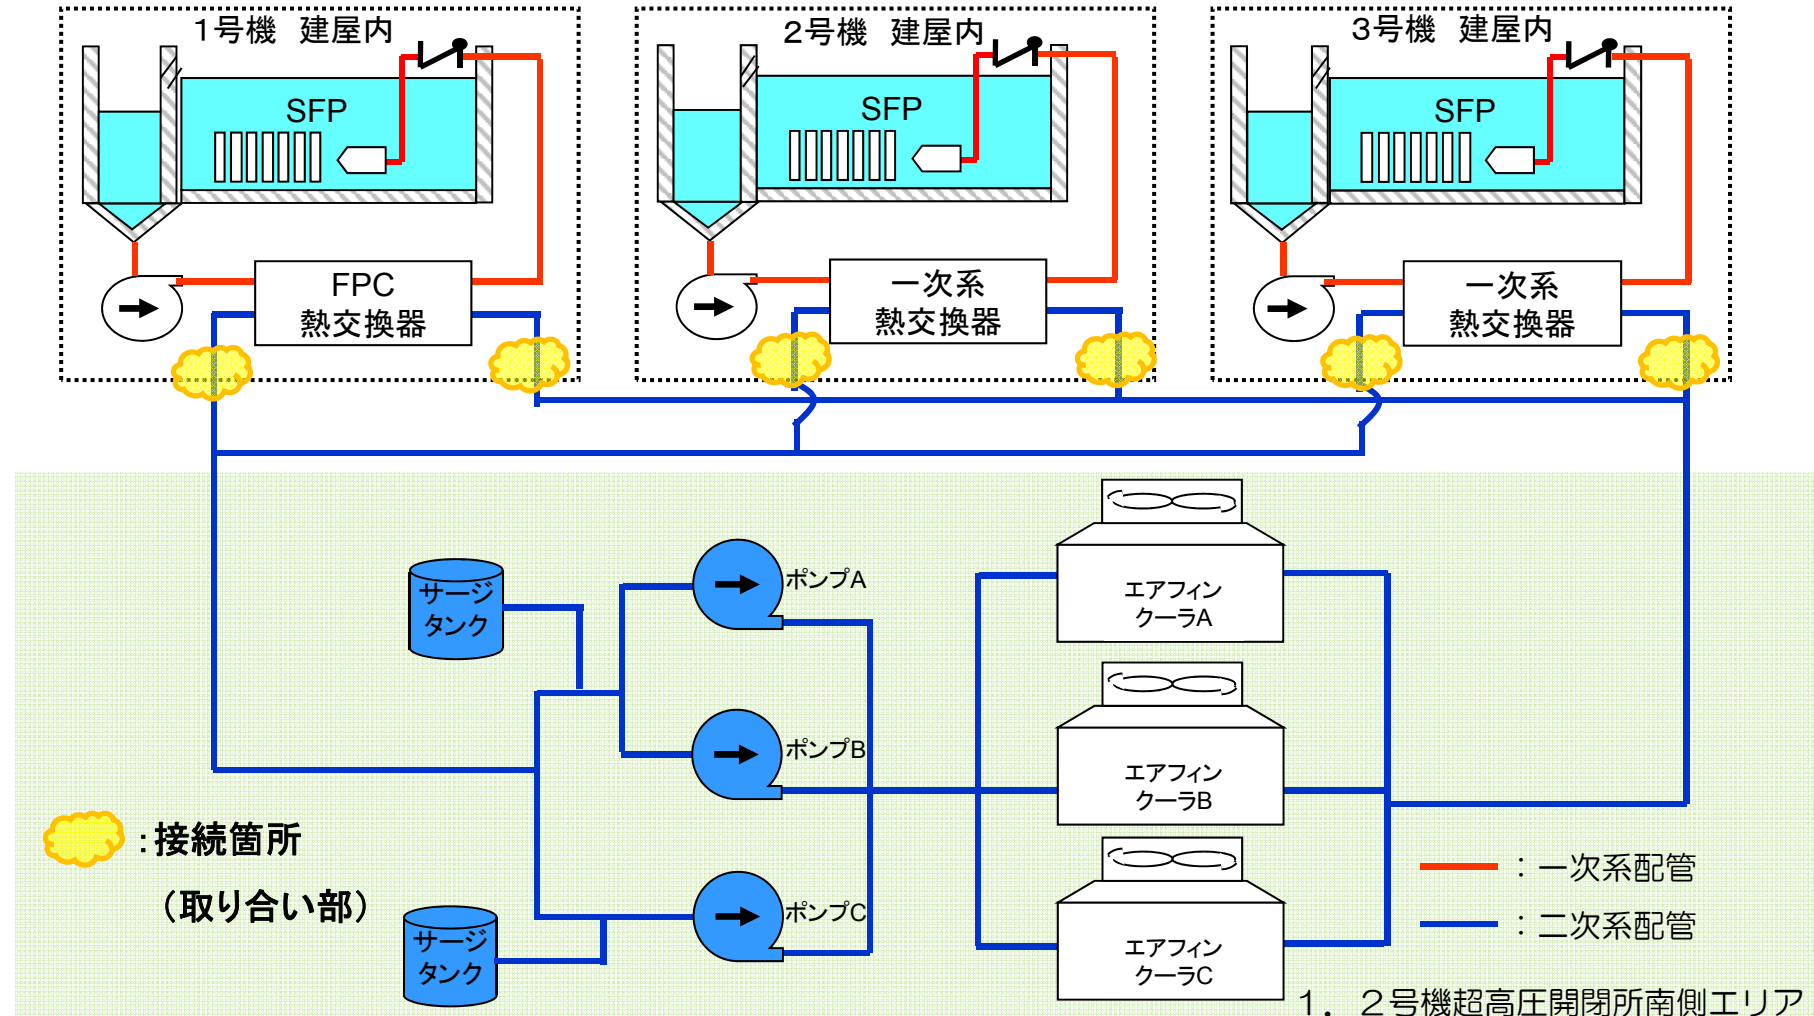 1号機 建屋内
2号機 建屋内
3号機 建屋内
SFP
SFP
SFP
FPC
熱交換器
一次系
熱交換器
一次系
熱交換器
サージ
タンク
ポンプA
エアフィン
クーラA
ポンプB
エアフィン
クーラB
:接続箇所
(取り合い部)
サージ
タンク
ポンプC
エアフィン
クーラC
:一次系配管
:二次系配管
1.2号機超高圧開閉所南側エリア